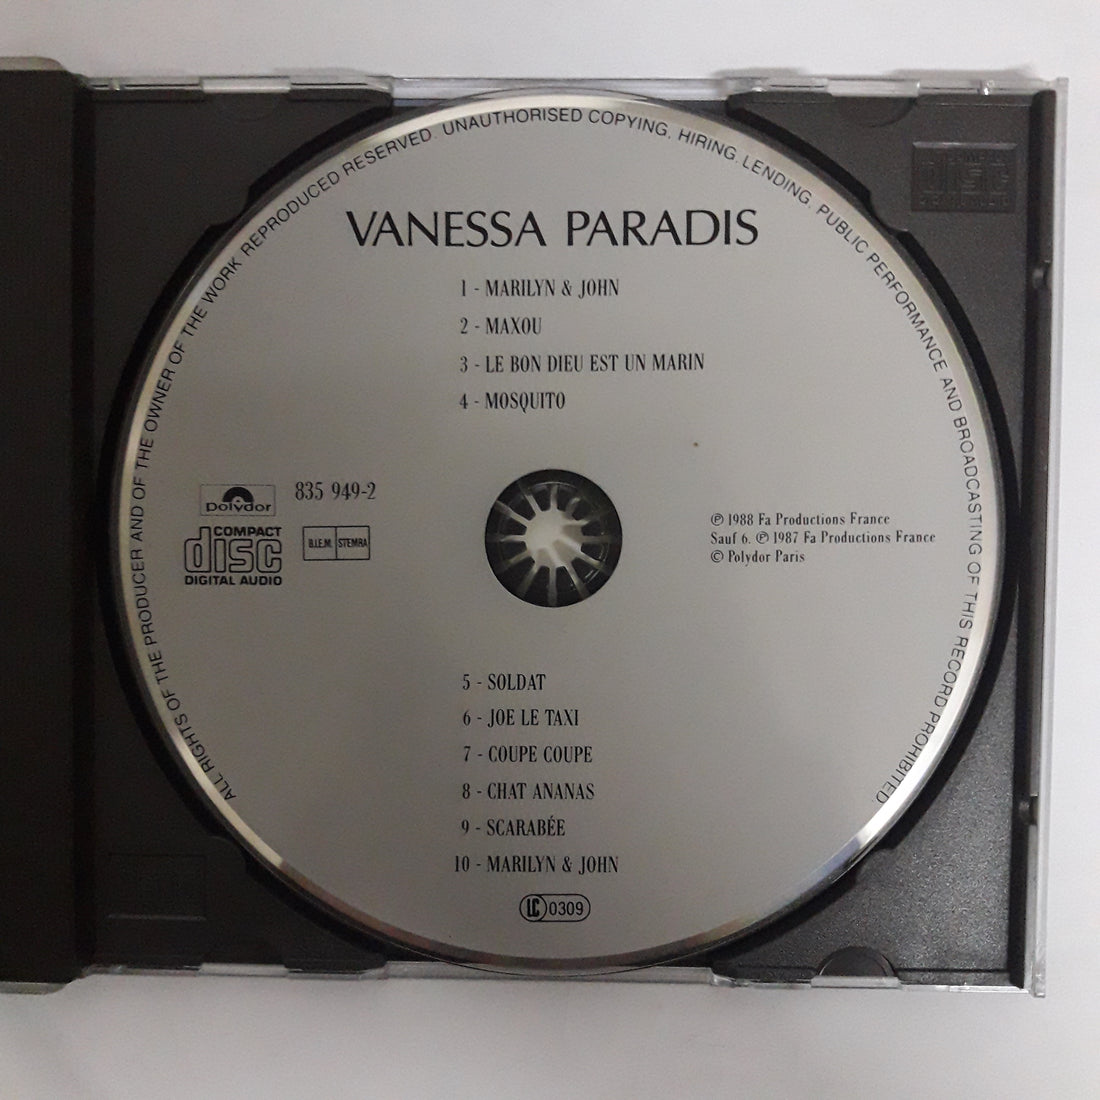 ALL RIGHTS OF THE PRODUCER AND OF THE OWNER OF THE WORK REPRODUCED RESERVED. UNAUTHORISED COPYING, HIRING, LENDING, PUBLIC PERFORMANCE AND BROADCASTING OF THIS RECORD PROHIBITED
VANESSA PARADIS
1 - MARILYN & JOHN
2 - MAXOU
3 - LE BON DIEU EST UN MARIN
4 - MOSQUITO
polydor
835 949-2
COMPACT
disc
DIGITAL AUDIO
B.I.E.M. STEMRA
℗ 1988 Fa Productions France
Sauf 6. ℗ 1987 Fa Productions France
© Polydor Paris
5 - SOLDAT
6 - JOE LE TAXI
7 - COUPE COUPE
8 - CHAT ANANAS
9 - SCARABÉE
10 - MARILYN & JOHN
LC 0309
disc